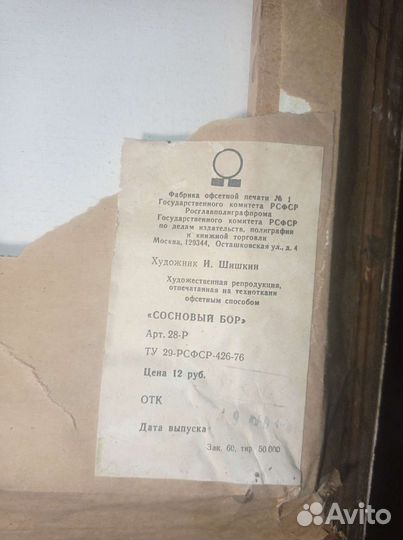 Фабрика офсетной печати № 1
Государственного комитета РСФСР
Росглавполиграфпрома
Государственного комитета РСФСР
по делам издательств, полиграфии
и книжной торговли
Москва, 129344, Осташковская ул., д. 4
Художник И. Шишкин
Художественная репродукция,
отпечатанная на техноткани
офсетным способом
«СОСНОВЫЙ БОР»
Арт. 28-Р
ТУ 29-РСФСР-426-76
Цена 12 руб.
ОТК
Дата выпуска
Зак. 60, тир 50.000
Avito